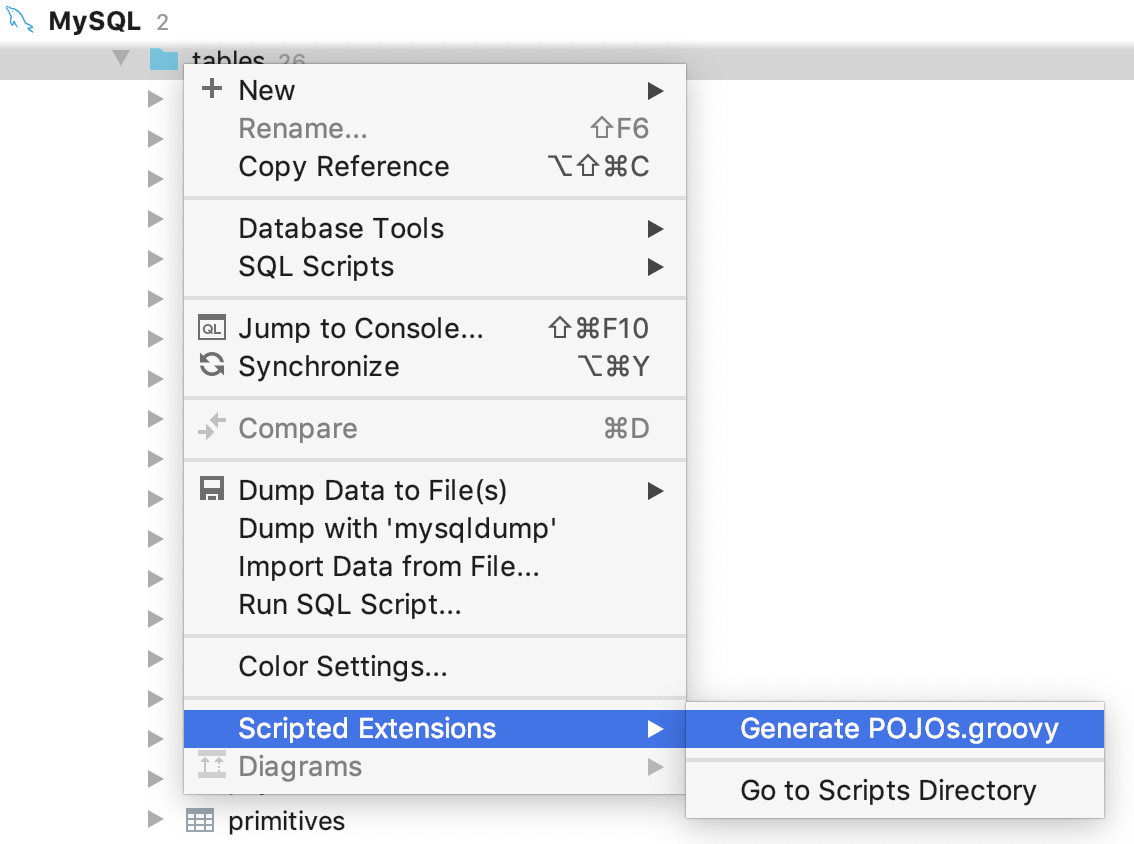 MySQL 2
tables 26
New
Rename... ⇧F6
Copy Reference ⌥⇧⌘C
Database Tools
SQL Scripts
QL Jump to Console... ⇧⌘F10
Synchronize ⌥⌘Y
Compare ⌘D
Dump Data to File(s)
Dump with 'mysqldump'
Import Data from File...
Run SQL Script...
Color Settings...
Scripted Extensions
Generate POJOs.groovy
Diagrams
Go to Scripts Directory
primitives